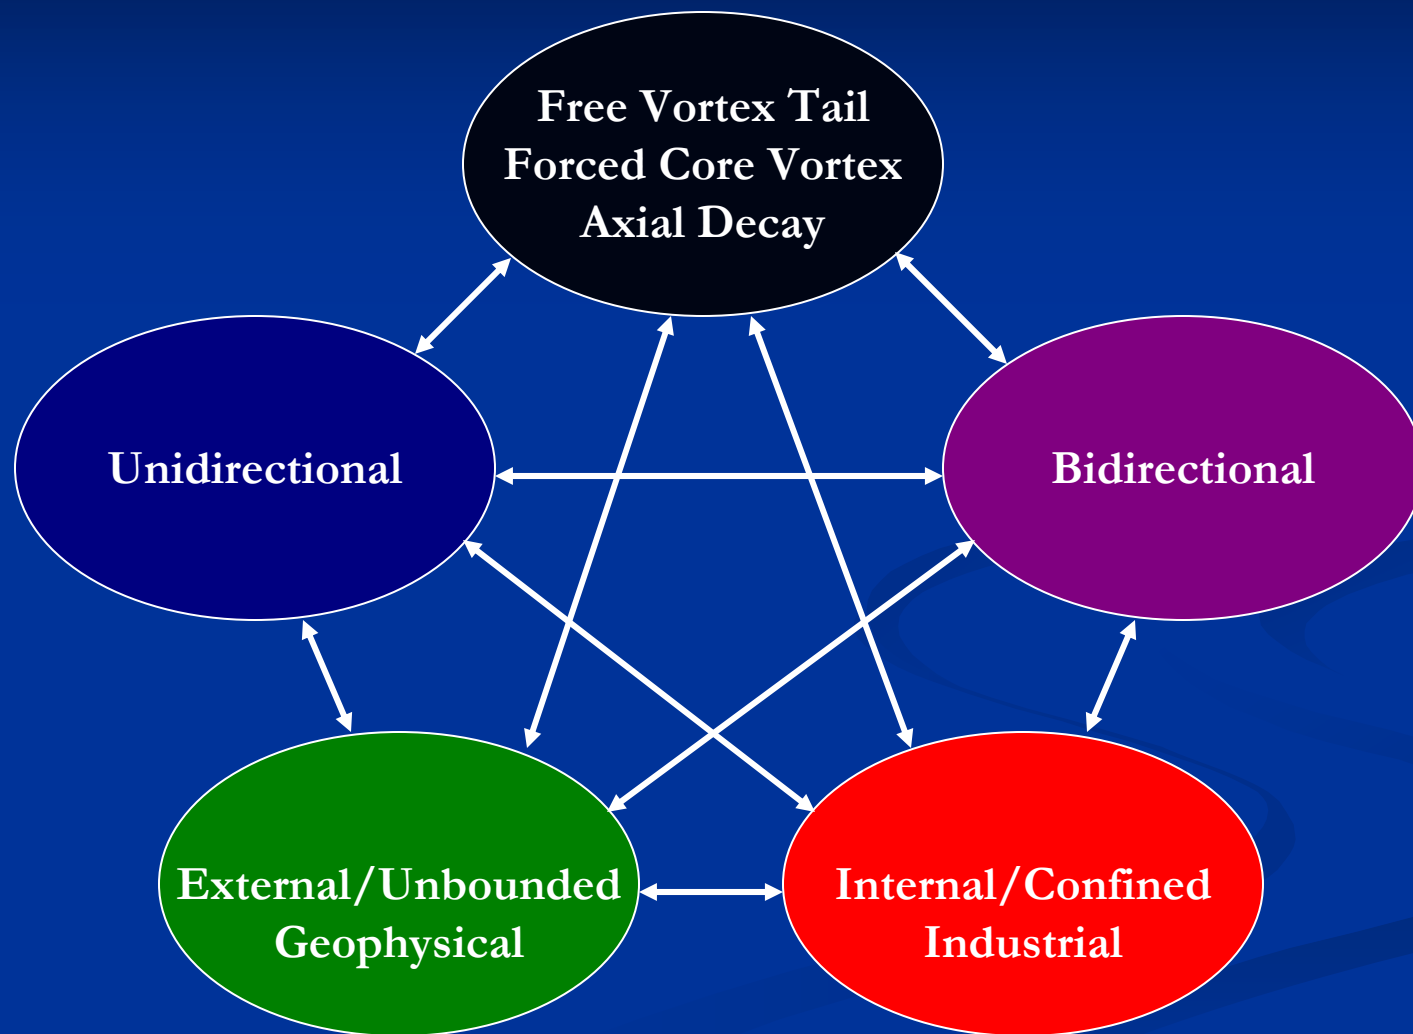 Free Vortex Tail
Forced Core Vortex
Axial Decay
Unidirectional
Bidirectional
External/Unbounded
Geophysical
Internal/Confined
Industrial